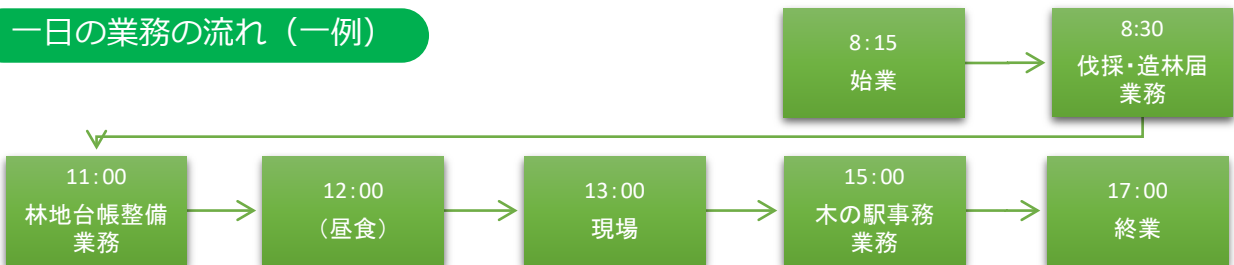 一日の業務の流れ（一例）
8:15
始業
8:30
伐採・造林届
業務
11:00
林地台帳整備
業務
12:00
（昼食）
13:00
現場
15:00
木の駅事務
業務
17:00
終業